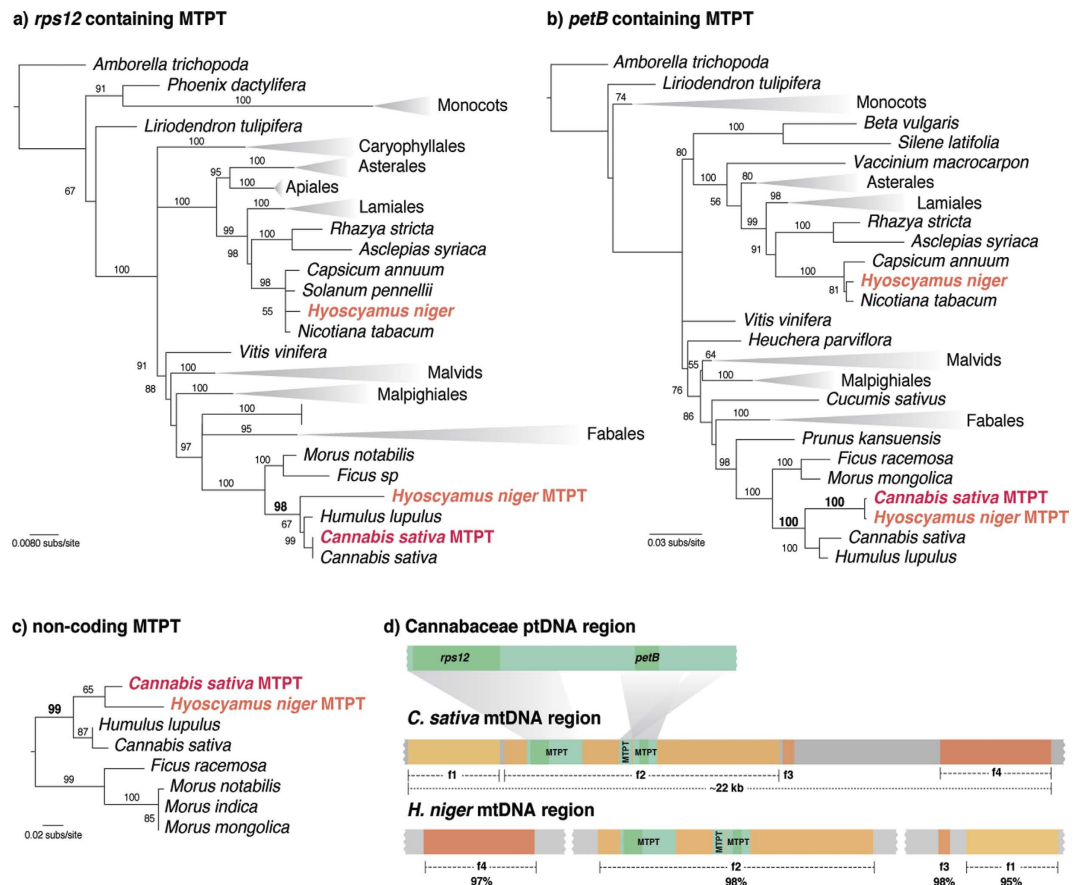 a) rps12 containing MTPT
Amborella trichopoda
91
Phoenix dactylifera
100
Monocots
Liriodendron tulipifera
67
100
Caryophyllales
100
Asterales
95
100
Apiales
100
100
Lamiales
99
100
Rhazya stricta
98
Asclepias syriaca
100
Capsicum annuum
98
Solanum pennellii
55
Hyoscyamus niger
Nicotiana tabacum
Vitis vinifera
91
100
Malvids
88
100
Malpighiales
100
97
95
Fabales
Morus notabilis
100
Ficus sp
100
Hyoscyamus niger MTPT
98
Humulus lupulus
67
Cannabis sativa MTPT
99
Cannabis sativa
0.0080 subs/site
b) petB containing MTPT
Amborella trichopoda
Liriodendron tulipifera
74
Monocots
Beta vulgaris
100
Silene latifolia
80
Vaccinium macrocarpon
100
80
Asterales
56
98
Lamiales
99
Rhazya stricta
100
91
Asclepias syriaca
Capsicum annuum
100
Hyoscyamus niger
81
Nicotiana tabacum
Vitis vinifera
Heuchera parviflora
64
Malvids
55
100
Malpighiales
76
Cucumis sativus
86
100
Fabales
Prunus kansuensis
98
Ficus racemosa
100
Morus mongolica
100
Cannabis sativa MTPT
100
Hyoscyamus niger MTPT
100
Cannabis sativa
100
Humulus lupulus
0.03 subs/site
c) non-coding MTPT
65
Cannabis sativa MTPT
99
Hyoscyamus niger MTPT
Humulus lupulus
87
Cannabis sativa
Ficus racemosa
99
Morus notabilis
100
Morus indica
85
Morus mongolica
0.02 subs/site
d) Cannabaceae ptDNA region
rps12 petB
C. sativa mtDNA region
MTPT MTPT MTPT
f1 f2 f3 f4
~22 kb
H. niger mtDNA region
MTPT MTPT MTPT
f4 f2 f3 f1
97% 98% 98% 95%